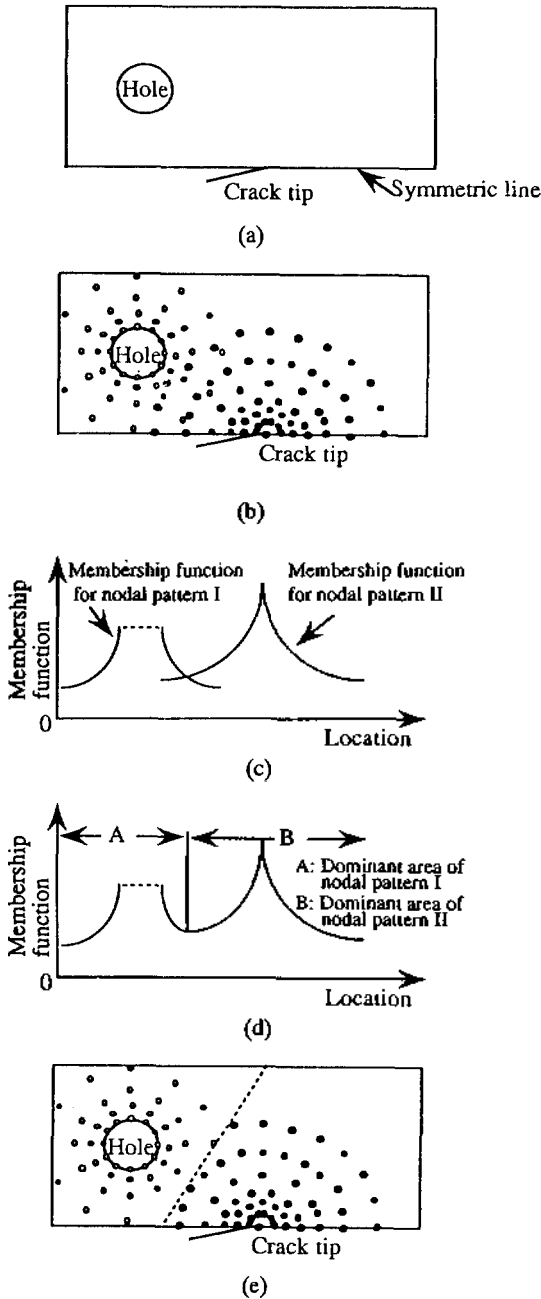 Hole
Crack tip
Symmetric line
(a)
Hole
Crack tip
(b)
Membership function
for nodal pattern I
Membership function
for nodal pattern II
Membership
function
0
Location
(c)
A
B
A: Dominant area of
nodal pattern I
B: Dominant area of
nodal pattern II
Membership
function
0
Location
(d)
Hole
Crack tip
(e)